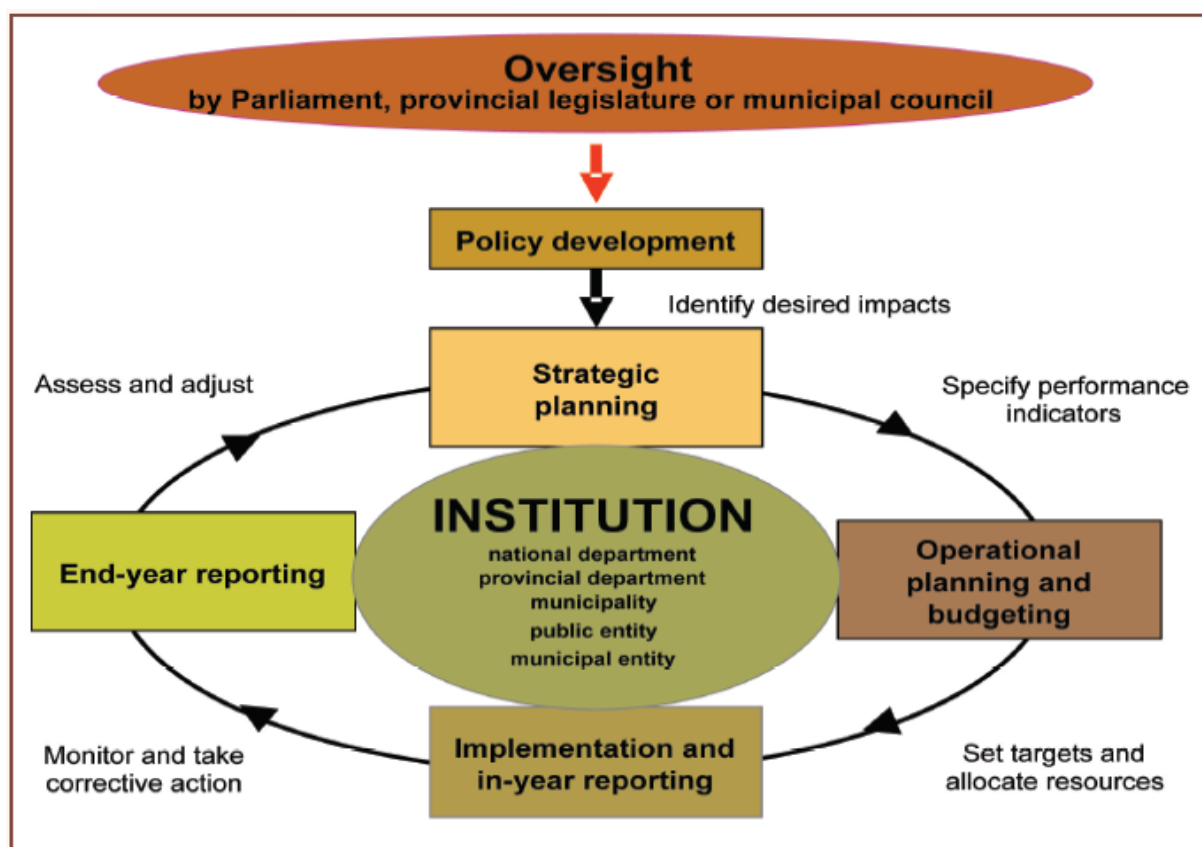 Oversight
by Parliament, provincial legislature or municipal council
Policy development
Identify desired impacts
Strategic
planning
Assess and adjust
Specify performance
indicators
INSTITUTION
national department
provincial department
municipality
public entity
municipal entity
End-year reporting
Operational
planning and
budgeting
Implementation and
in-year reporting
Monitor and take
corrective action
Set targets and
allocate resources